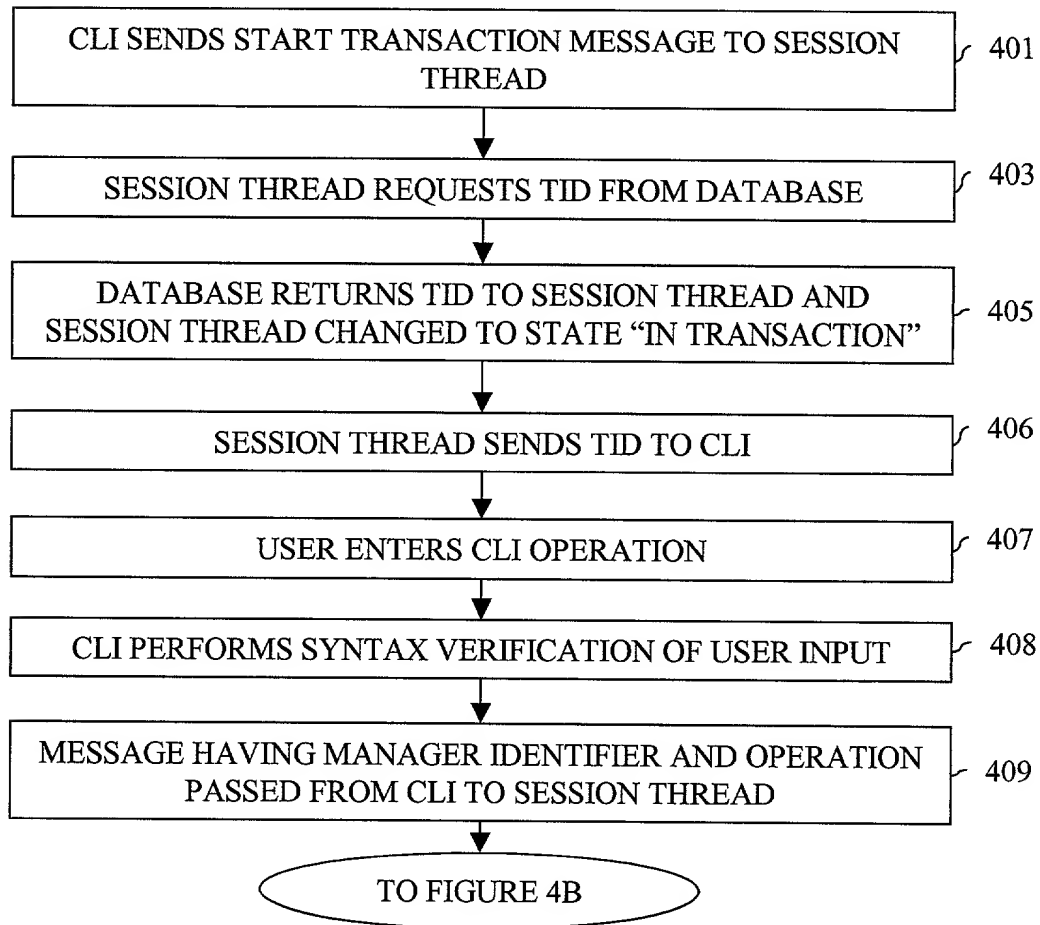 CLI SENDS START TRANSACTION MESSAGE TO SESSION
THREAD
401
SESSION THREAD REQUESTS TID FROM DATABASE
403
DATABASE RETURNS TID TO SESSION THREAD AND
SESSION THREAD CHANGED TO STATE “IN TRANSACTION”
405
SESSION THREAD SENDS TID TO CLI
406
USER ENTERS CLI OPERATION
407
CLI PERFORMS SYNTAX VERIFICATION OF USER INPUT
408
MESSAGE HAVING MANAGER IDENTIFIER AND OPERATION
PASSED FROM CLI TO SESSION THREAD
409
TO FIGURE 4B